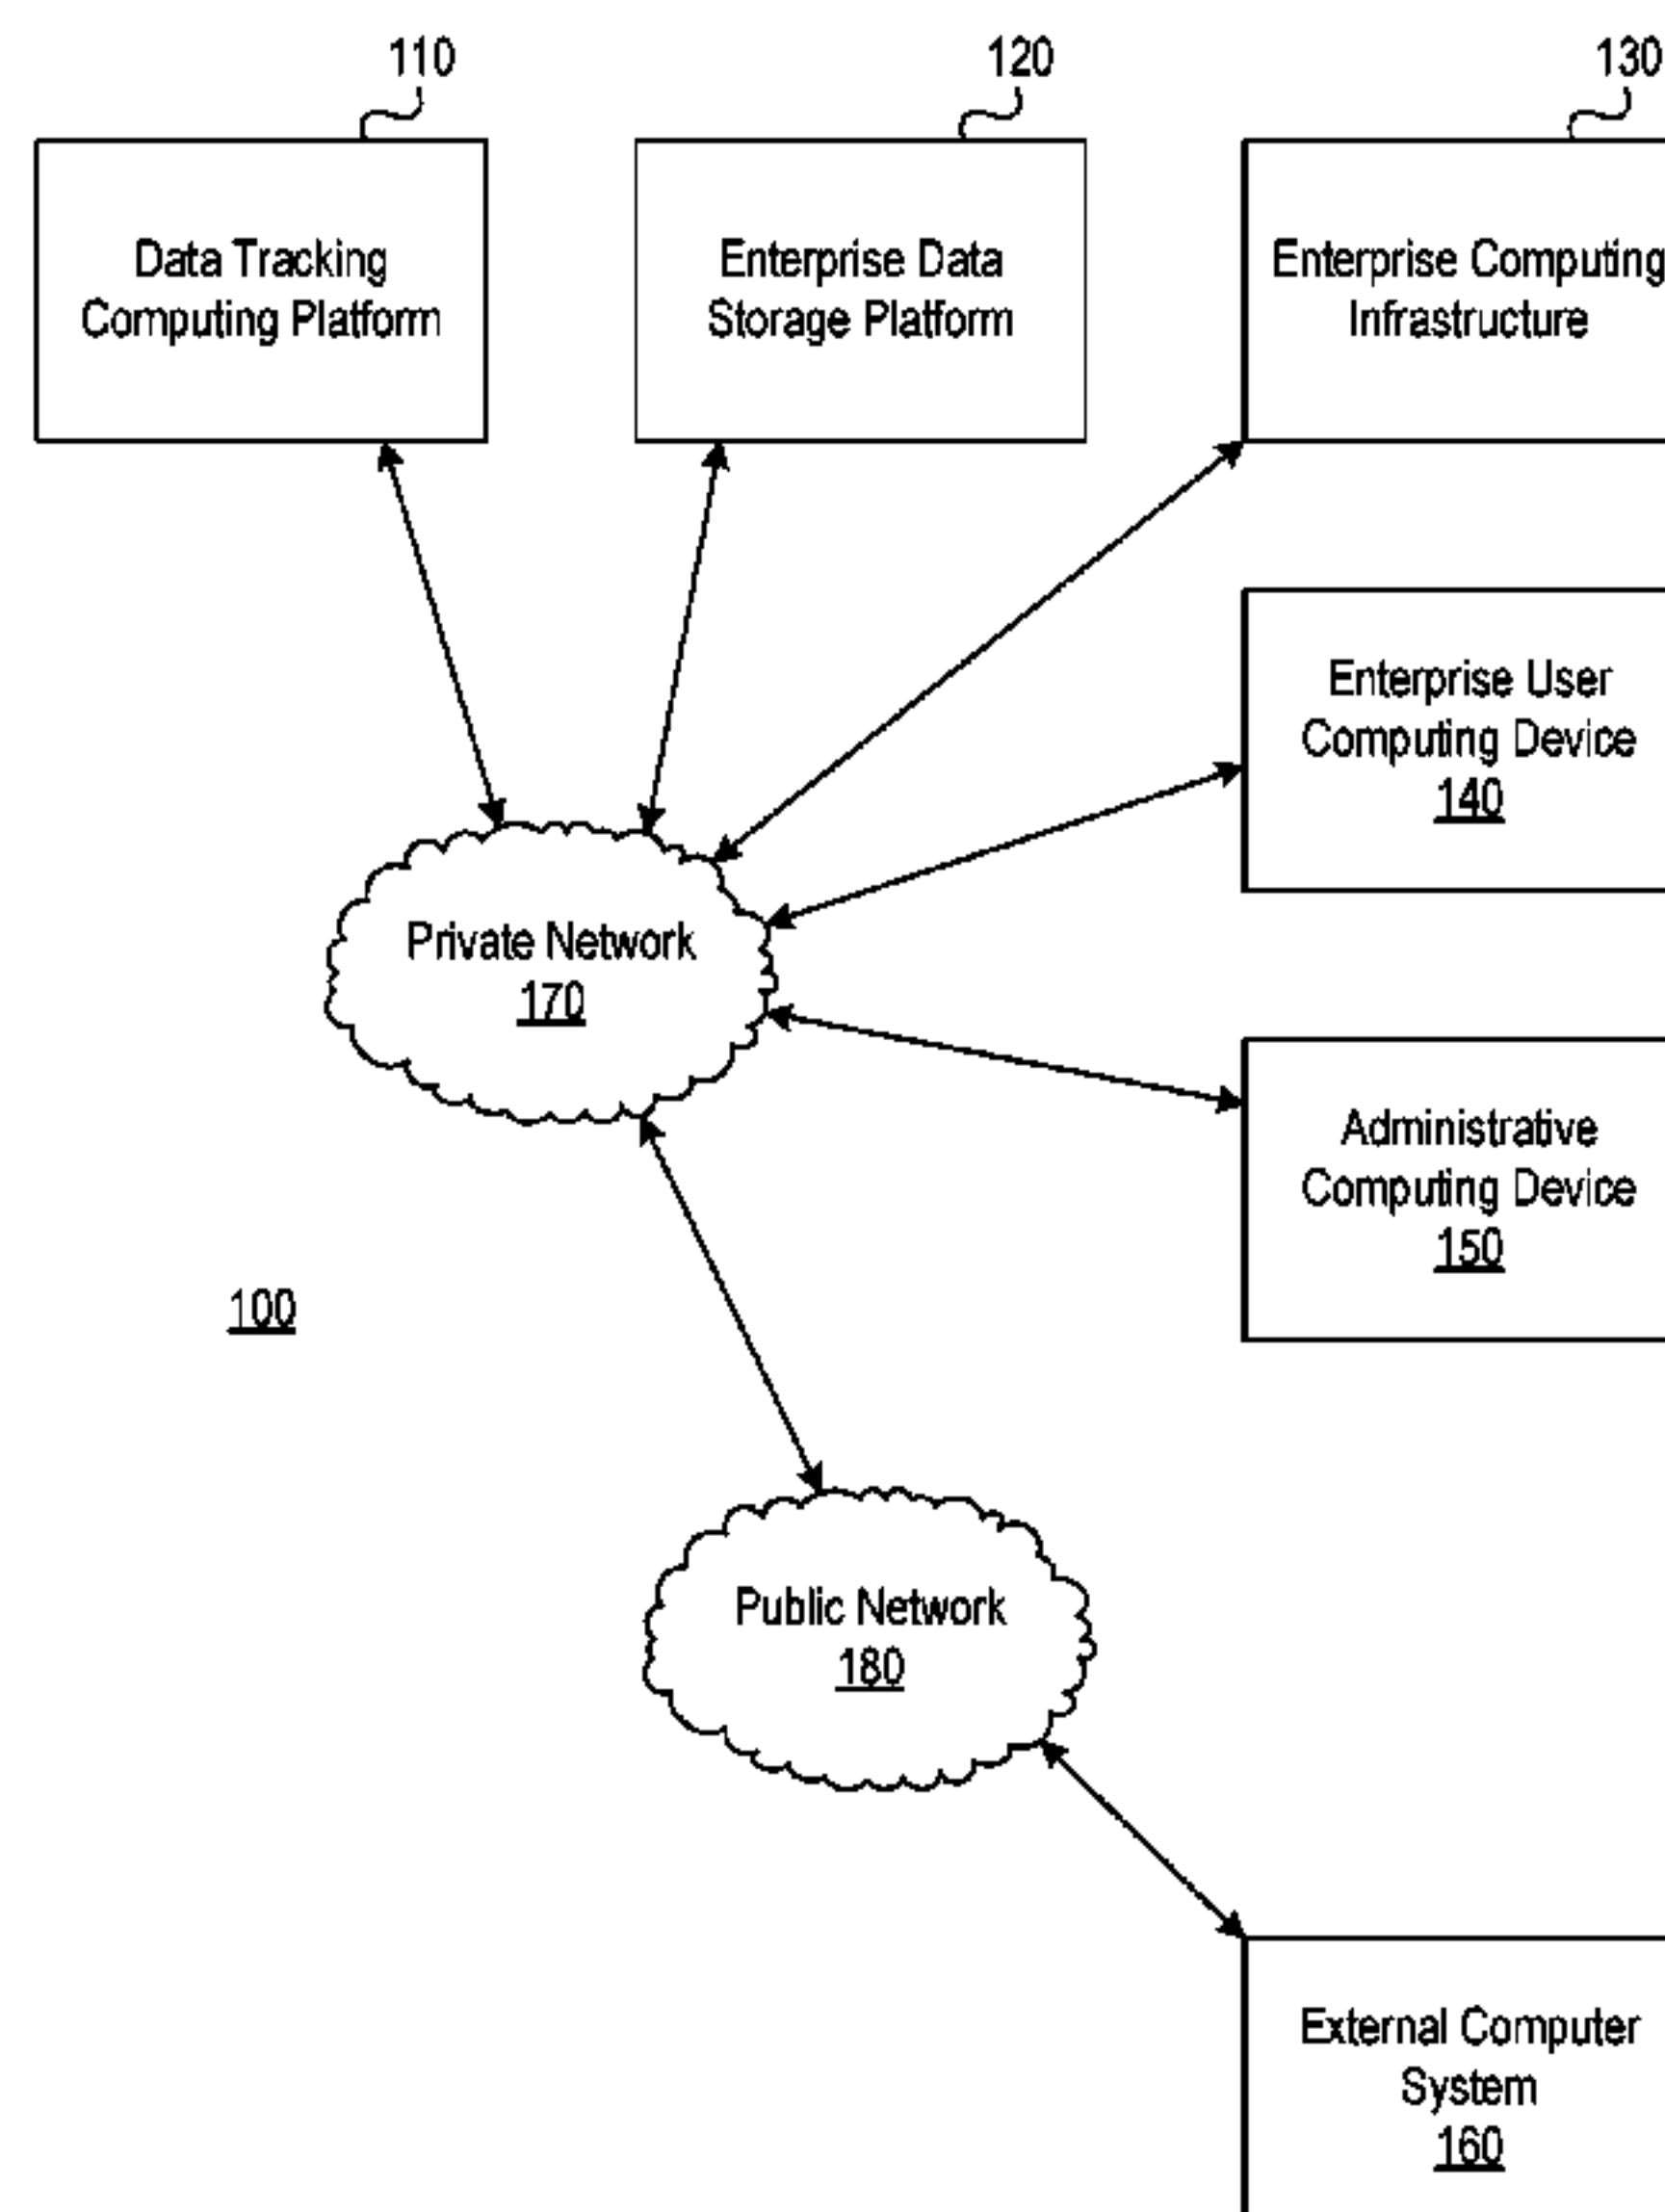 110
120
130
Data Tracking
Computing Platform
Enterprise Data
Storage Platform
Enterprise Computing
Infrastructure
Enterprise User
Computing Device
140
Private Network
170
Administrative
Computing Device
150
100
Public Network
180
External Computer
System
160